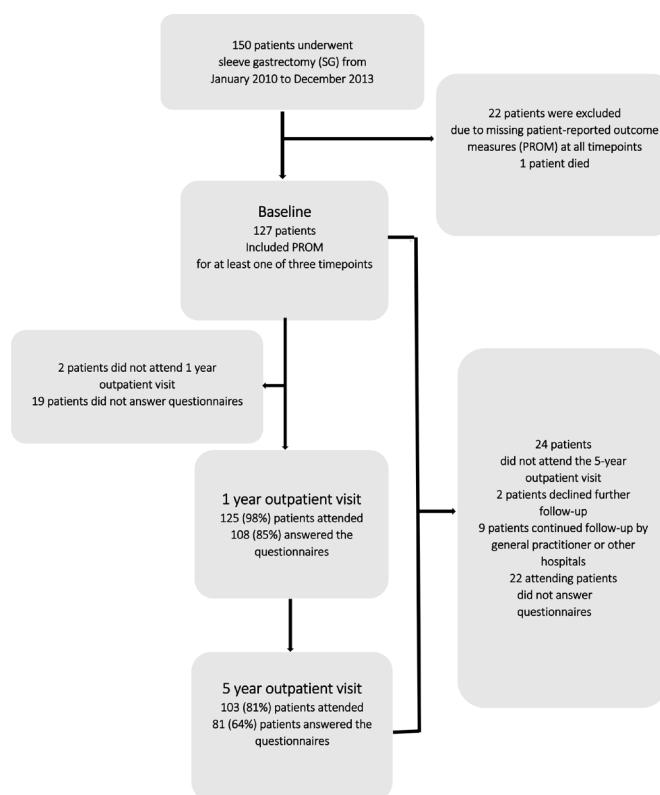 150 patients underwent
sleeve gastrectomy (SG) from
January 2010 to December 2013
22 patients were excluded
due to missing patient-reported outcome
measures (PROM) at all timepoints
1 patient died
Baseline
127 patients
Included PROM
for at least one of three timepoints
2 patients did not attend 1 year
outpatient visit
19 patients did not answer questionnaires
1 year outpatient visit
125 (98%) patients attended
108 (85%) answered the
questionnaires
24 patients
did not attend the 5-year
outpatient visit
2 patients declined further
follow-up
9 patients continued follow-up by
general practitioner or other
hospitals
22 attending patients
did not answer
questionnaires
5 year outpatient visit
103 (81%) patients attended
81 (64%) patients answered the
questionnaires